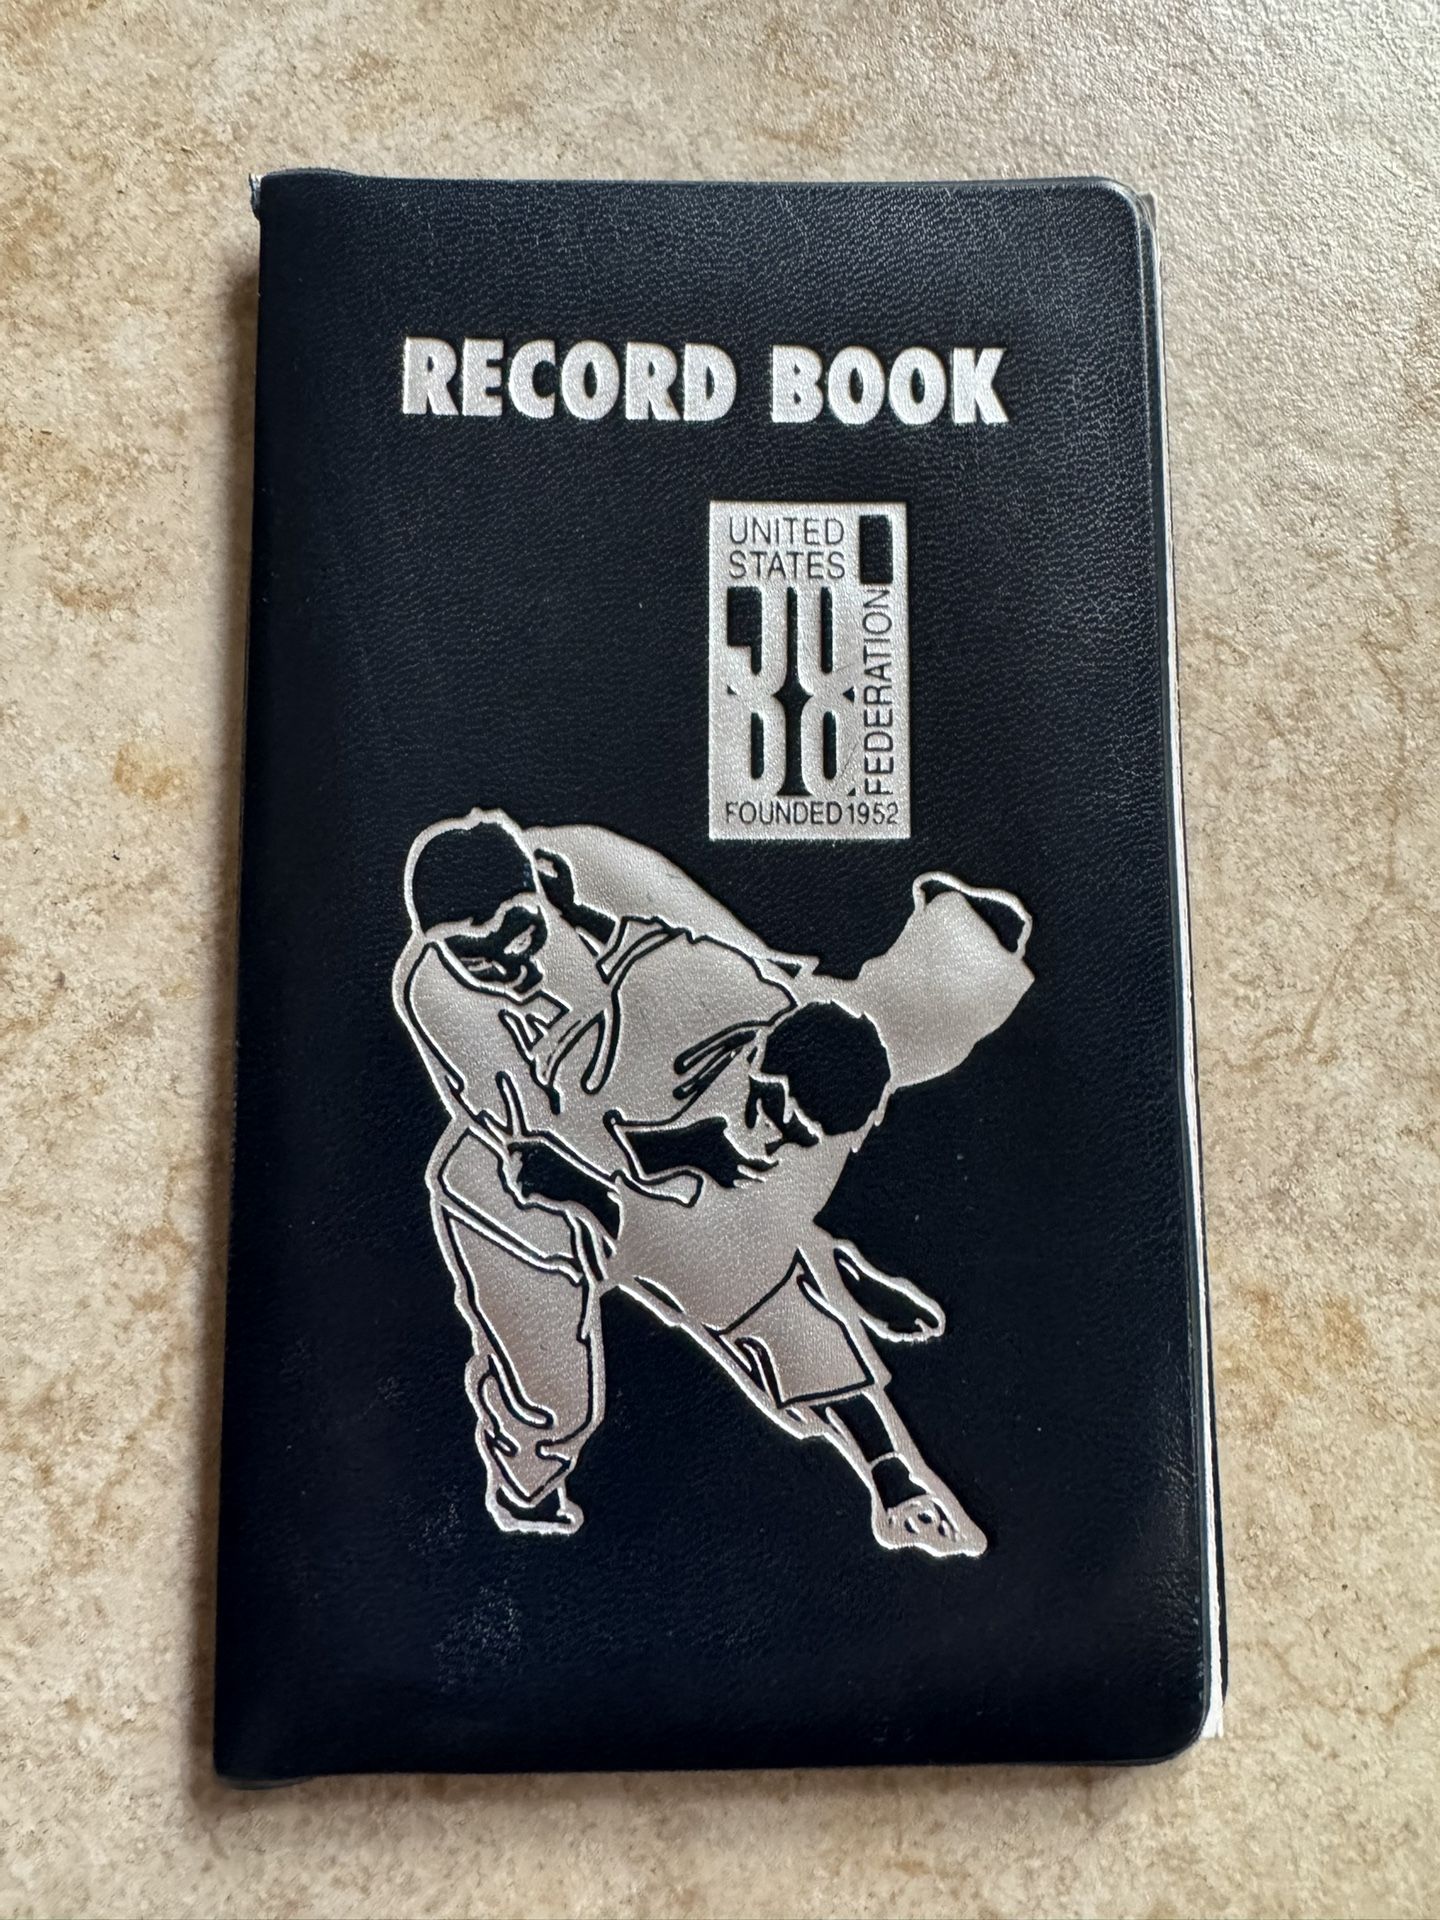 RECORD BOOK
UNITED
STATES
FEDERATION
FOUNDED 1952